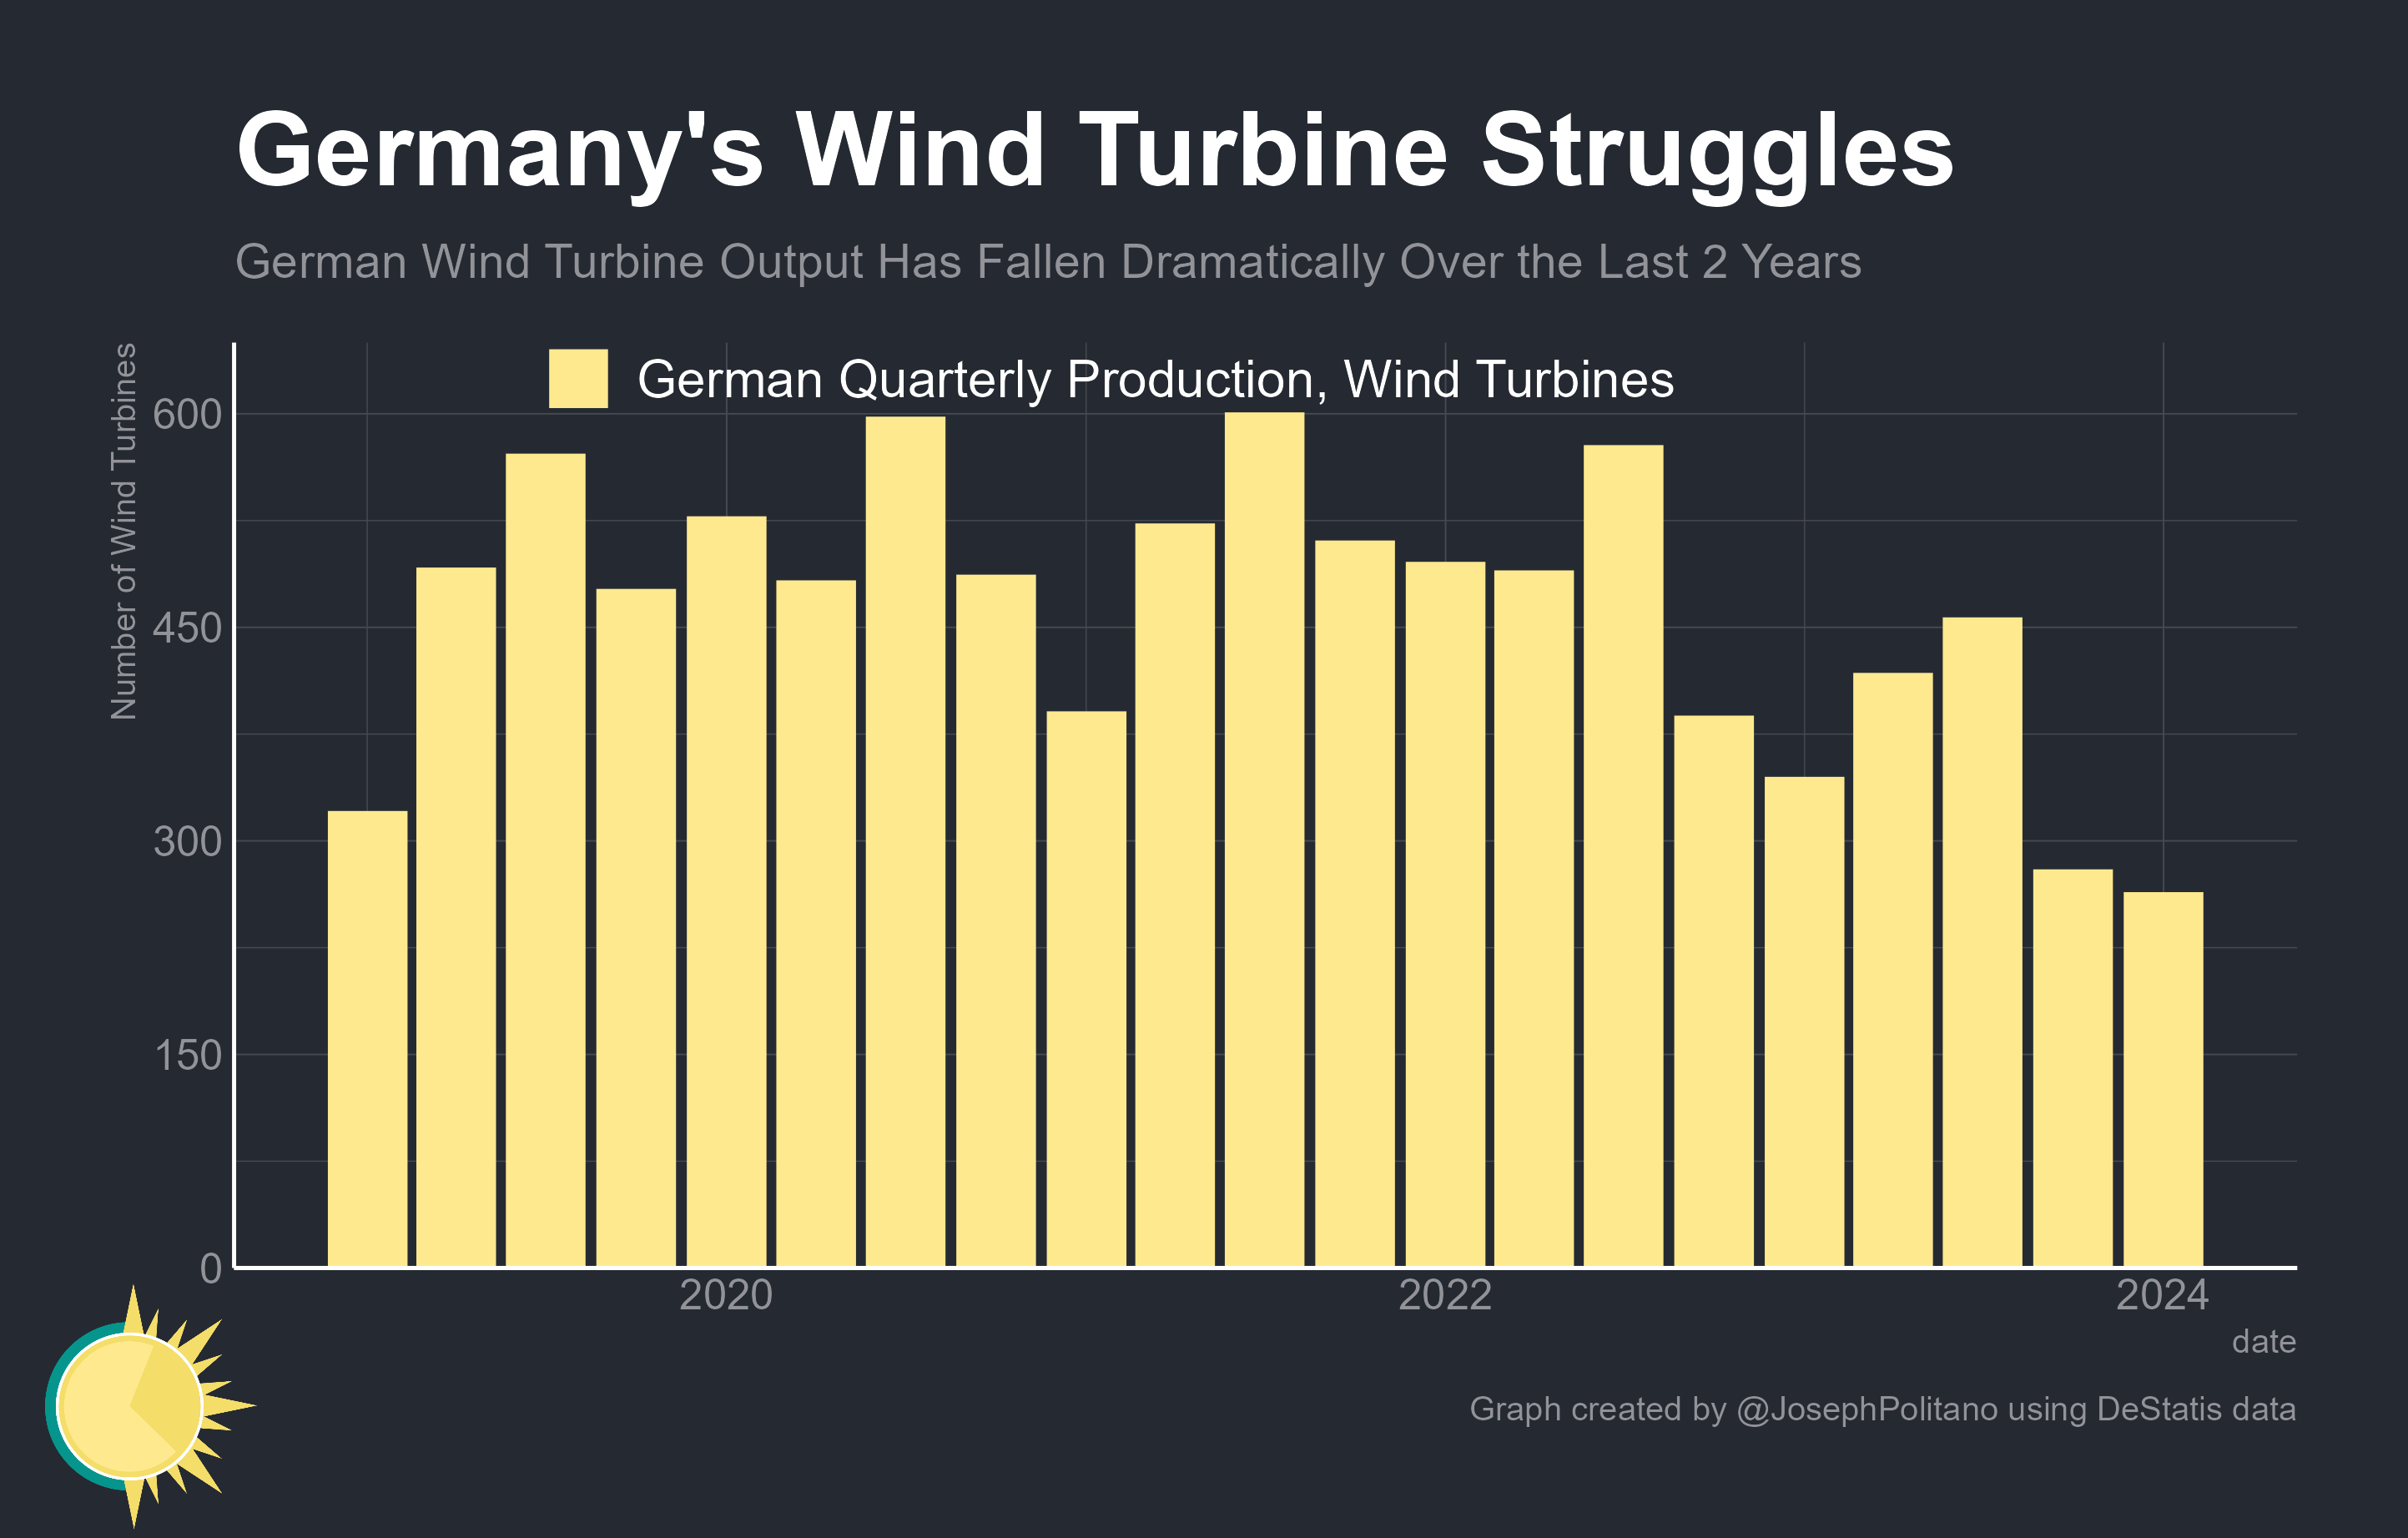 Germany's Wind Turbine Struggles
German Wind Turbine Output Has Fallen Dramatically Over the Last 2 Years
Number of Wind Turbines
German Quarterly Production, Wind Turbines
600
450
300
150
0
2020
2022
2024
date
Graph created by @JosephPolitano using DeStatis data